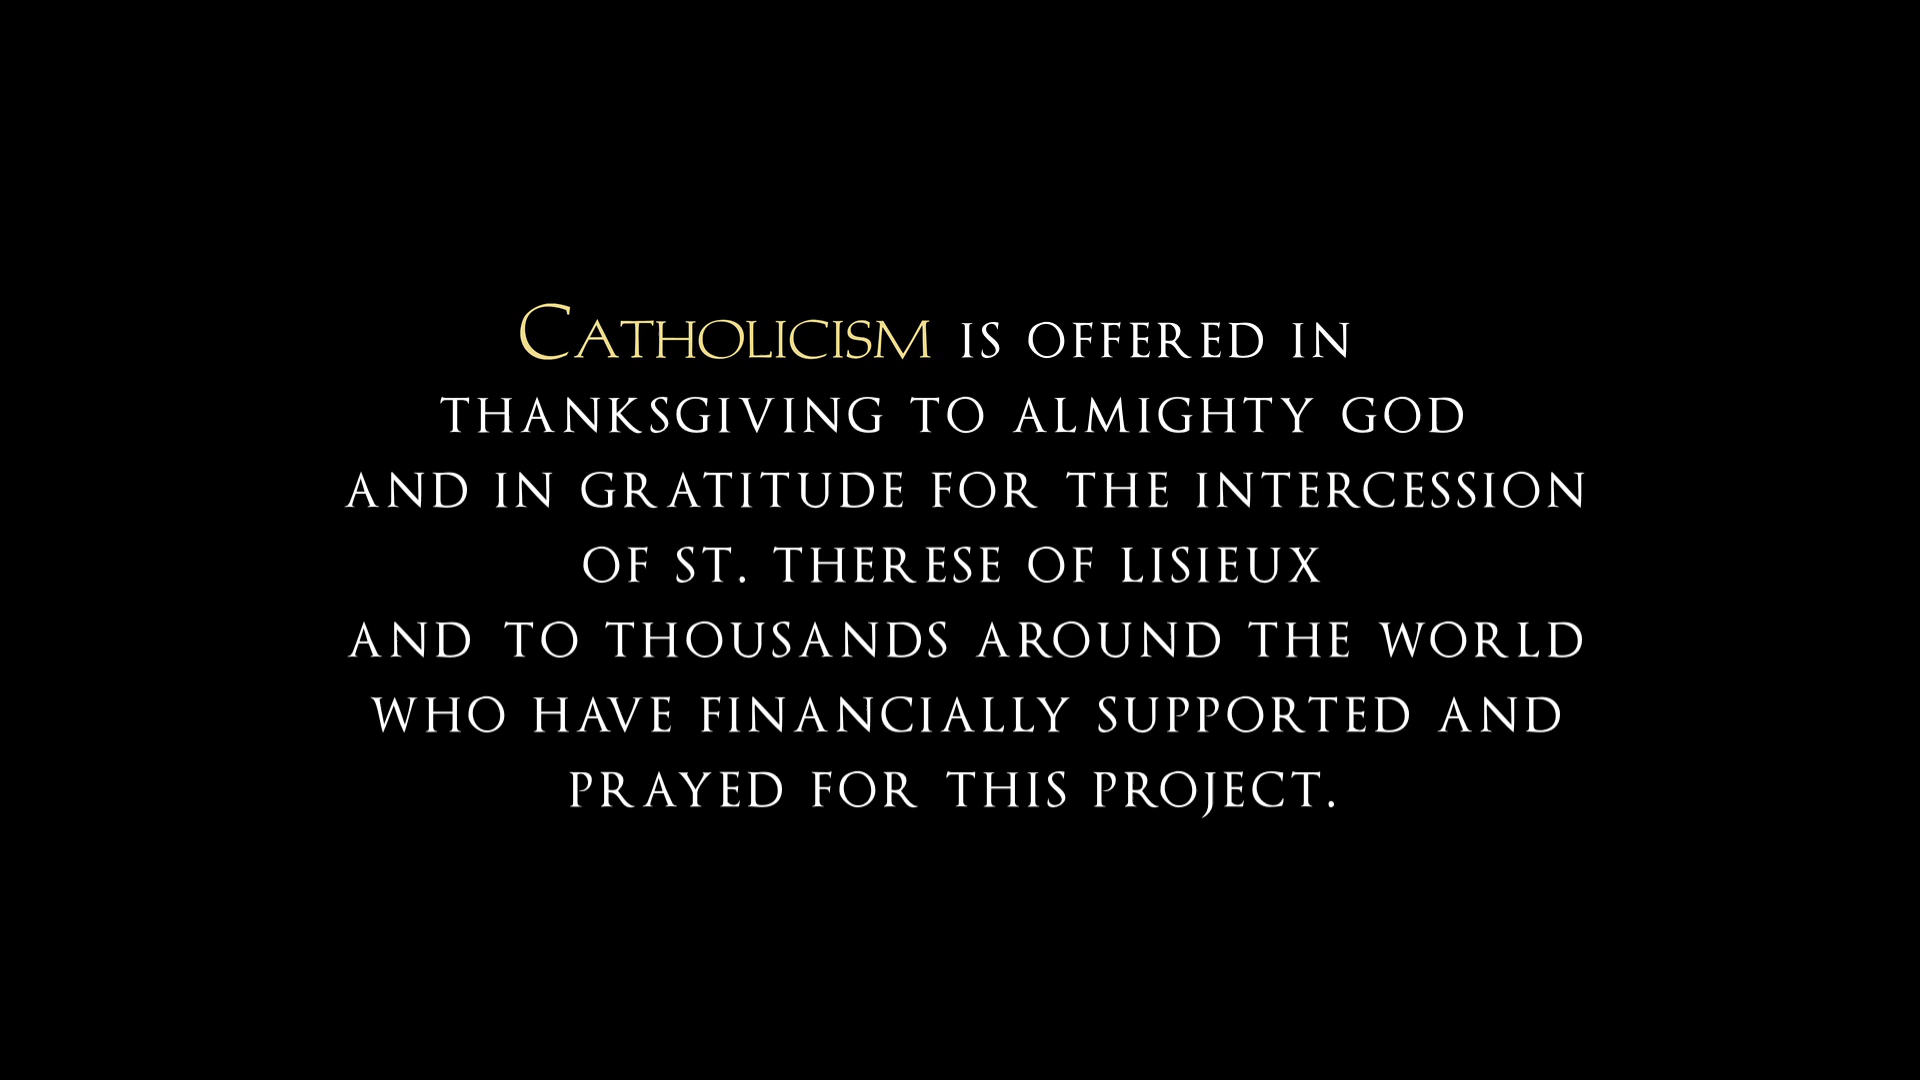 CATHOLICISM IS OFFERED IN
THANKSGIVING TO ALMIGHTY GOD
AND IN GRATITUDE FOR THE INTERCESSION
OF ST. THERESE OF LISIEUX
AND TO THOUSANDS AROUND THE WORLD
WHO HAVE FINANCIALLY SUPPORTED AND
PRAYED FOR THIS PROJECT.